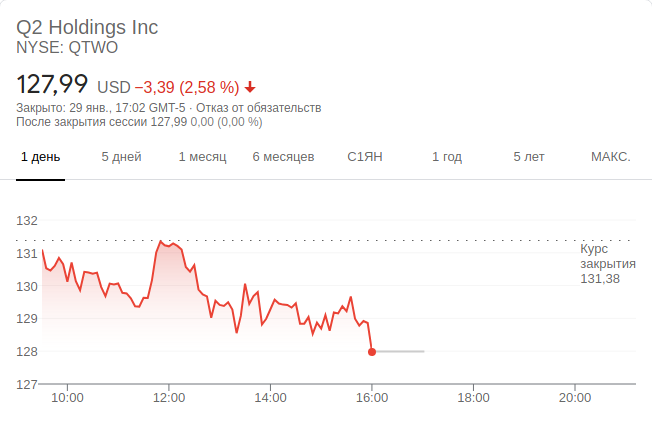 Q2 Holdings Inc
NYSE: QTWO
127,99 USD −3,39 (2,58 %)
Закрыто: 29 янв., 17:02 GMT-5 · Отказ от обязательств
После закрытия сессии 127,99 0,00 (0,00 %)
1 день 5 дней 1 месяц 6 месяцев С1ЯН 1 год 5 лет МАКС.
132
131
130
129
128
127
Курс
закрытия
131,38
10:00 12:00 14:00 16:00 18:00 20:00